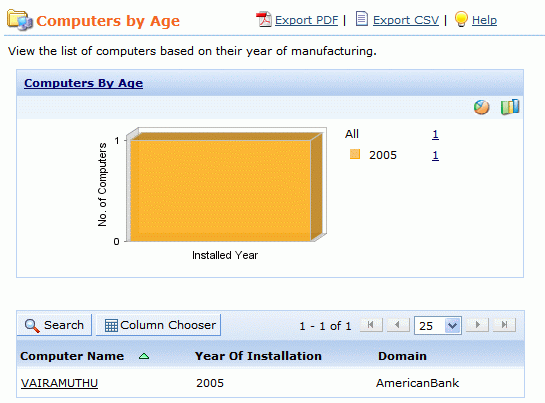 Computers by Age
Export PDF | Export CSV | Help
View the list of computers based on their year of manufacturing.
Computers By Age
No. of Computers
1
0
Installed Year
All 1
2005 1
Search Column Chooser 1 - 1 of 1 25
Computer Name Year Of Installation Domain
VAIRAMUTHU 2005 AmericanBank